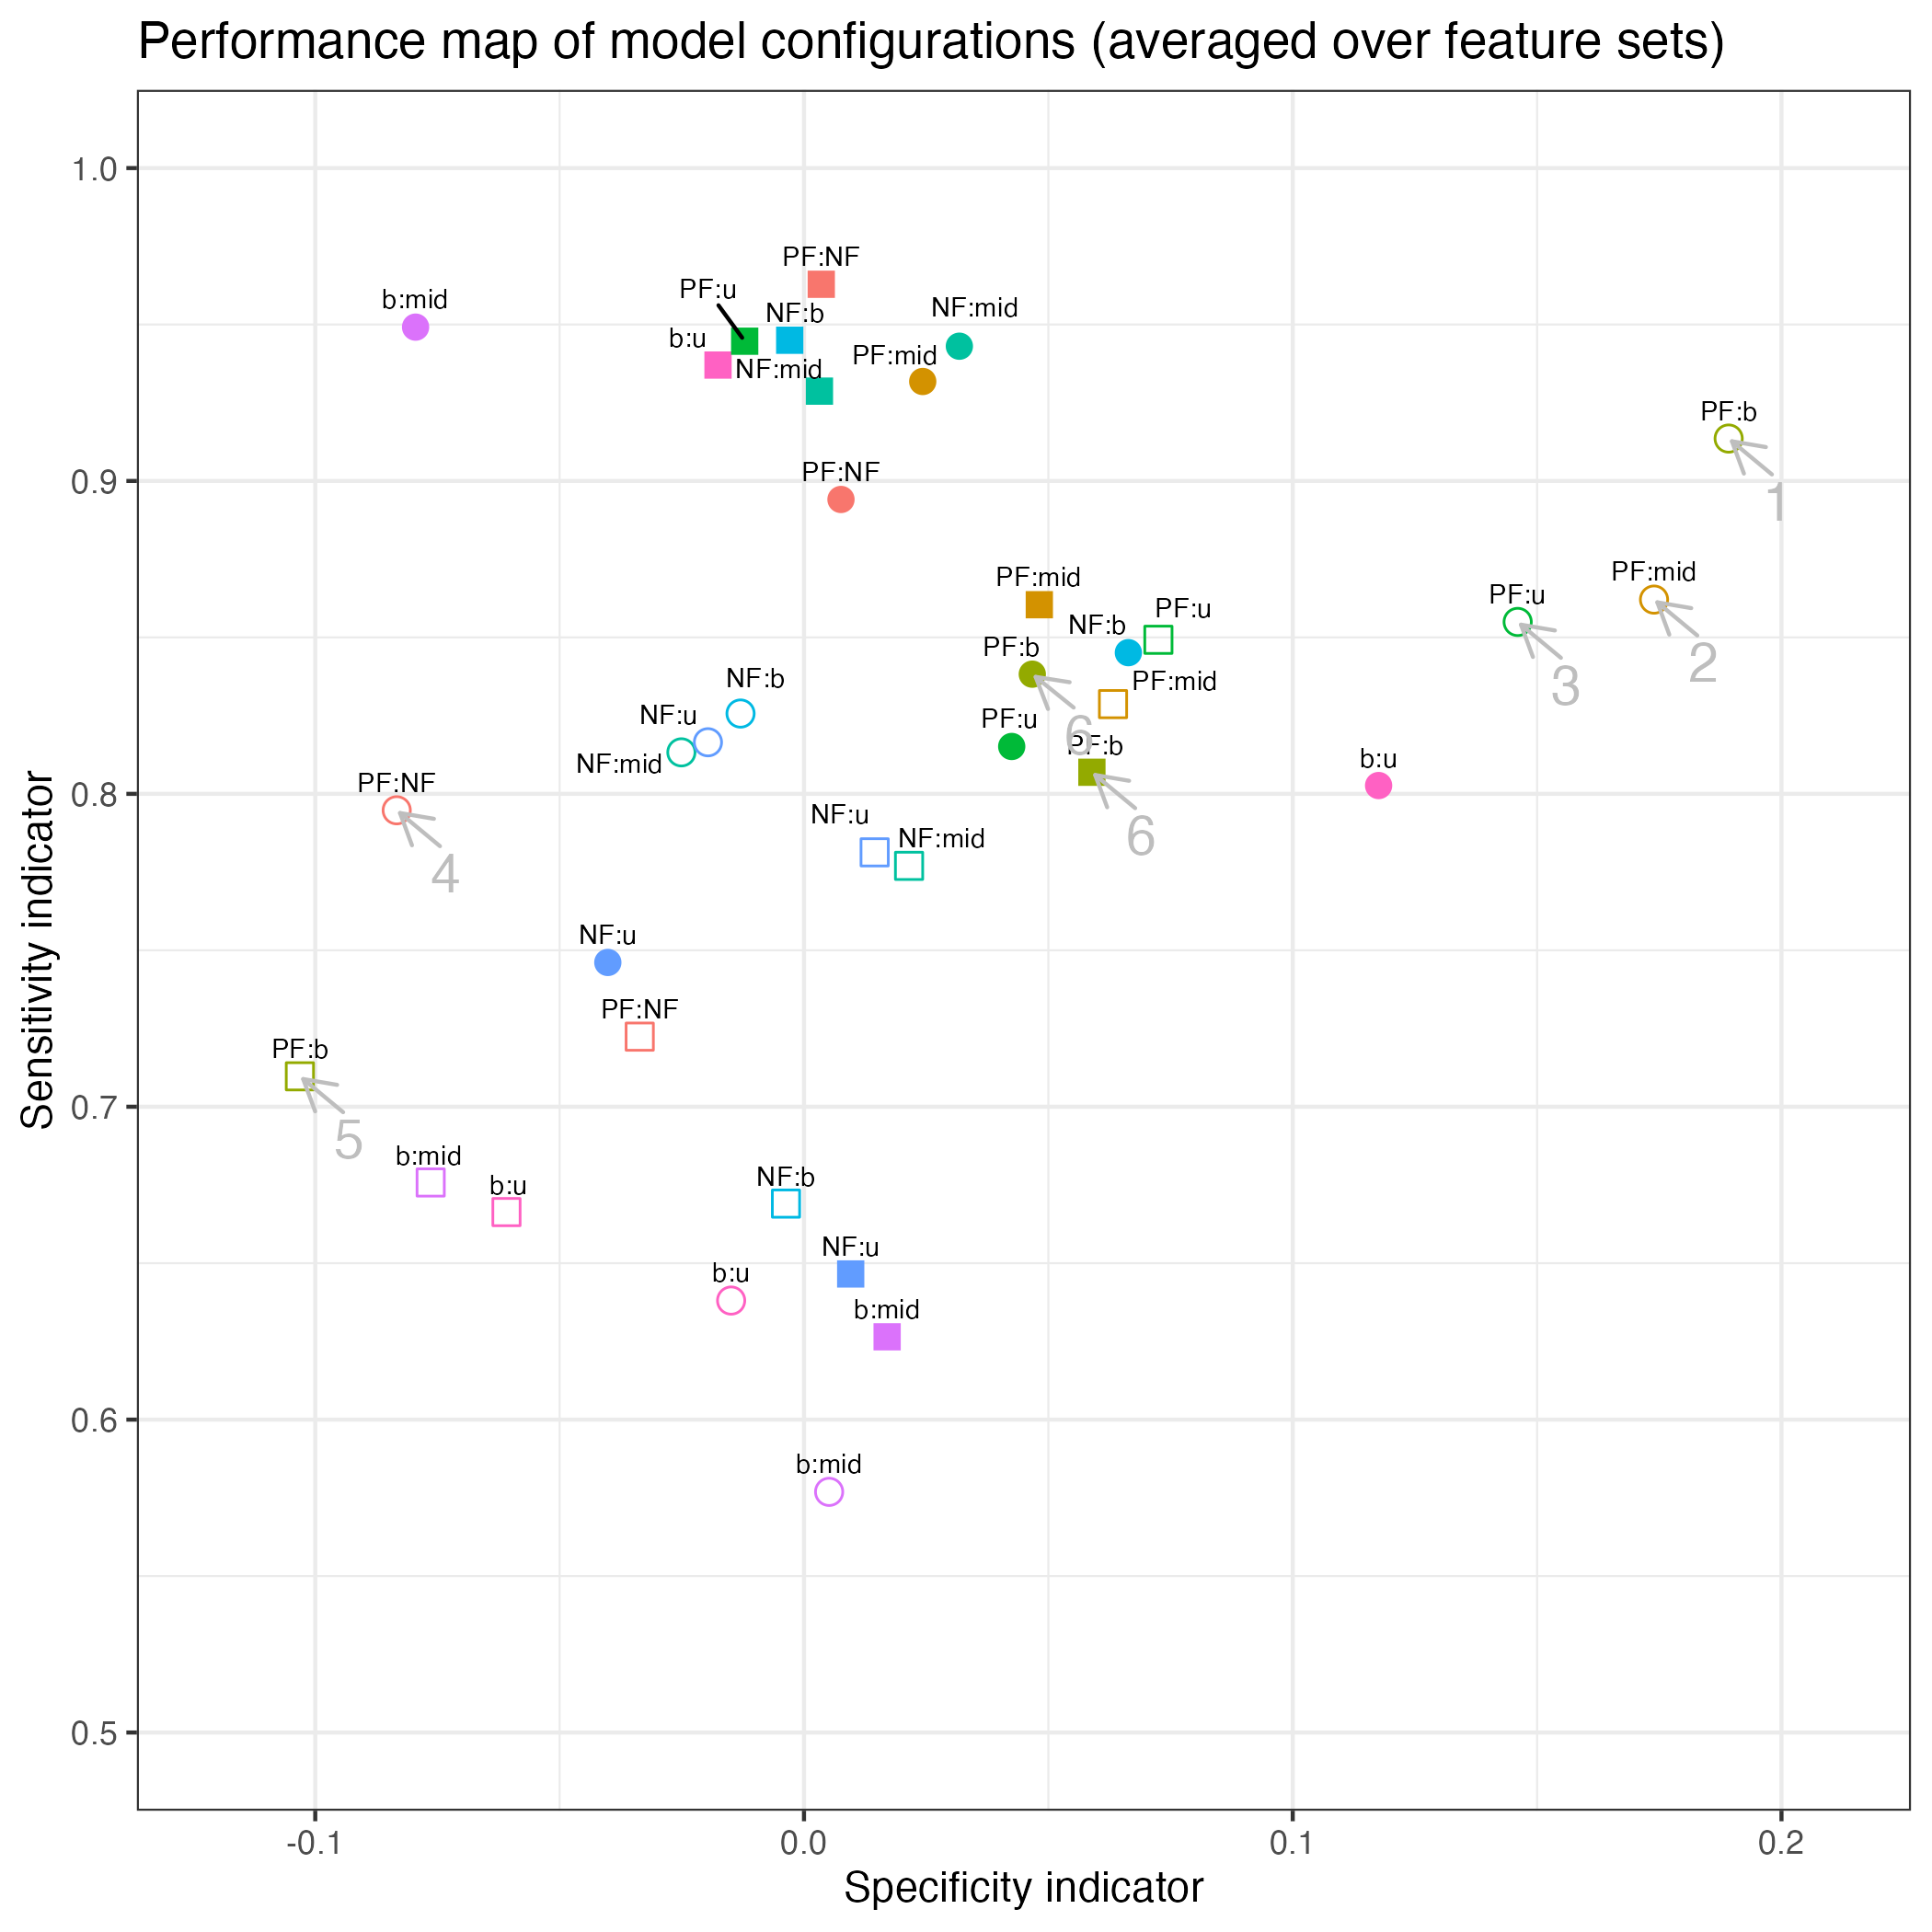 Performance map of model configurations (averaged over feature sets)
1.0
PF:NF
PF:u
b:mid
NF:mid
NF:b
b:u
PF:mid
NF:mid
PF:b
PF:NF
0.9
1
PF:mid
PF:mid
PF:u
PF:u
NF:b
PF:b
2
NF:b
PF:mid
3
NF:u
PF:u
6
PF:b
NF:mid
b:u
PF:NF
0.8
NF:u
6
NF:mid
4
NF:u
PF:NF
PF:b
0.7
5
b:mid
NF:b
b:u
NF:u
b:u
b:mid
0.6
b:mid
0.5
-0.1
0.0
0.1
0.2
Specificity indicator
Sensitivity indicator